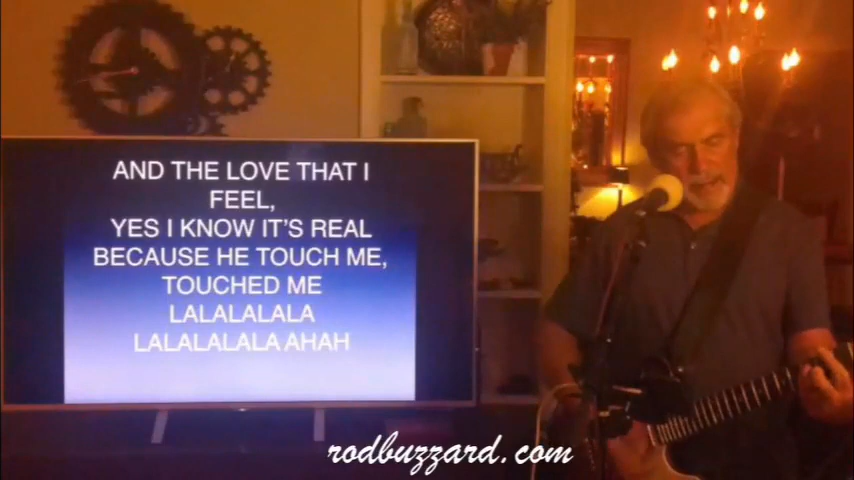 AND THE LOVE THAT I
FEEL,
YES I KNOW IT'S REAL
BECAUSE HE TOUCH ME,
TOUCHED ME
LALALALALA
LALALALALA AHAH
rodbuzzard.com